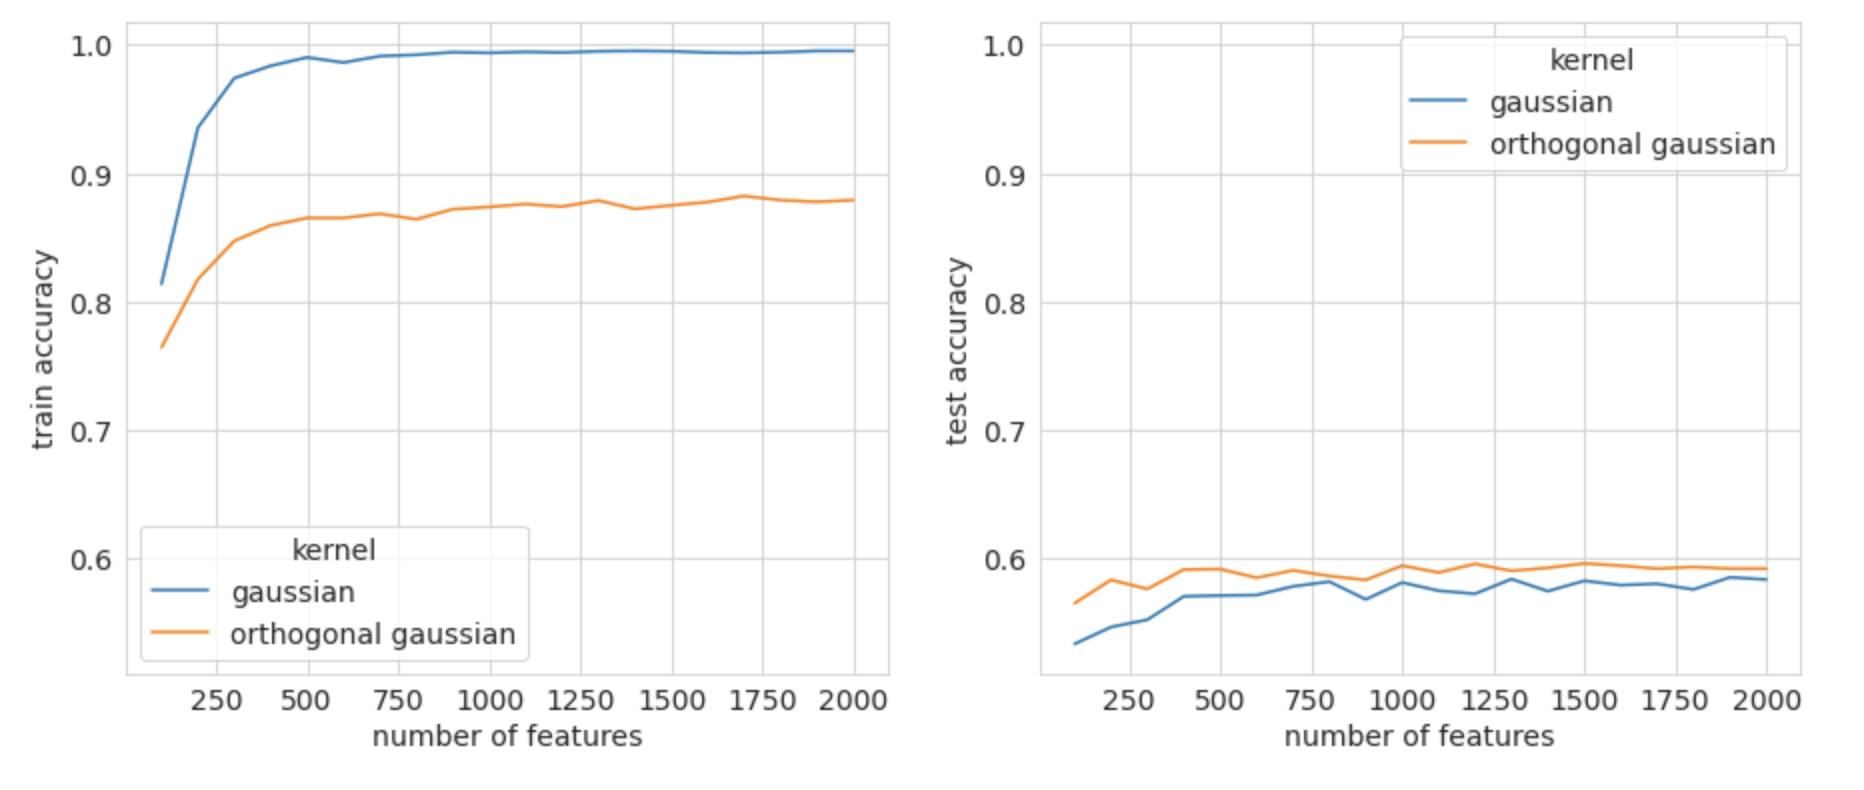 1.0
0.9
0.8
0.7
0.6
train accuracy
kernel
gaussian
orthogonal gaussian
250 500 750 1000 1250 1500 1750 2000
number of features
1.0
0.9
0.8
0.7
0.6
test accuracy
kernel
gaussian
orthogonal gaussian
250 500 750 1000 1250 1500 1750 2000
number of features